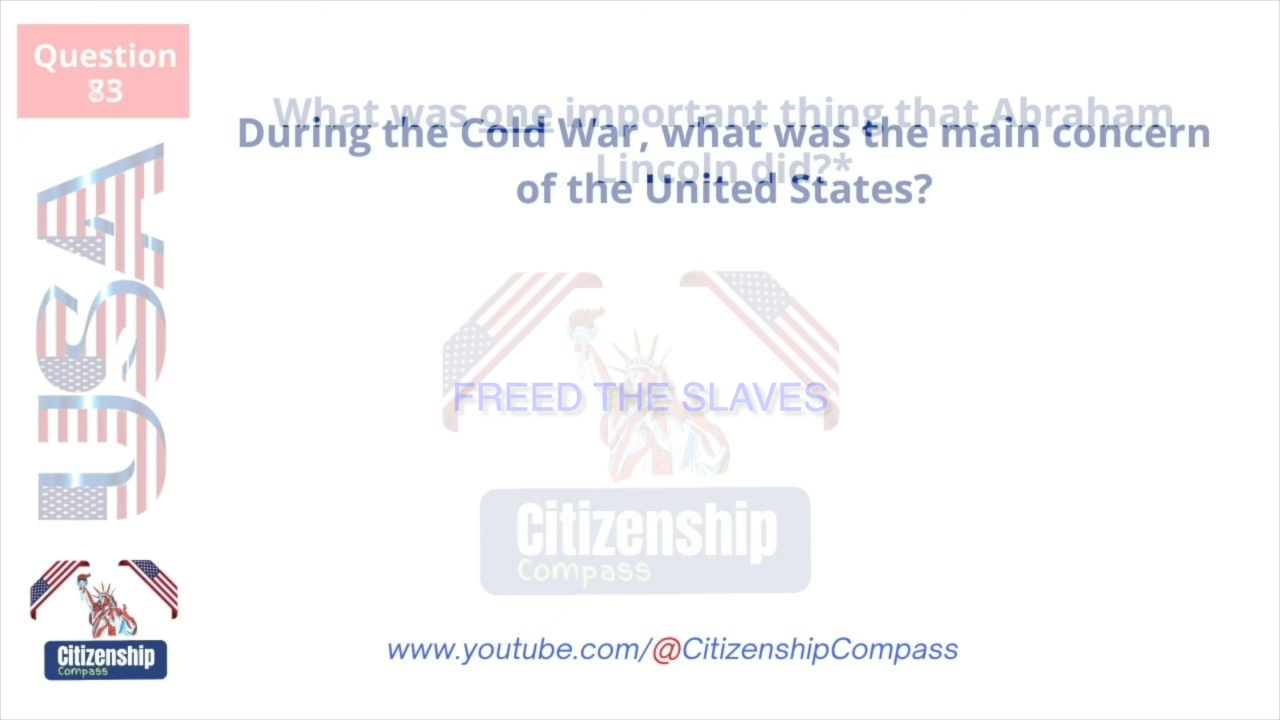 Question
83
What was one important thing that Abraham
Lincoln did?*
During the Cold War, what was the main concern
of the United States?
USA
FREED THE SLAVES
Citizenship
Compass
Citizenship
Compass
www.youtube.com/@CitizenshipCompass